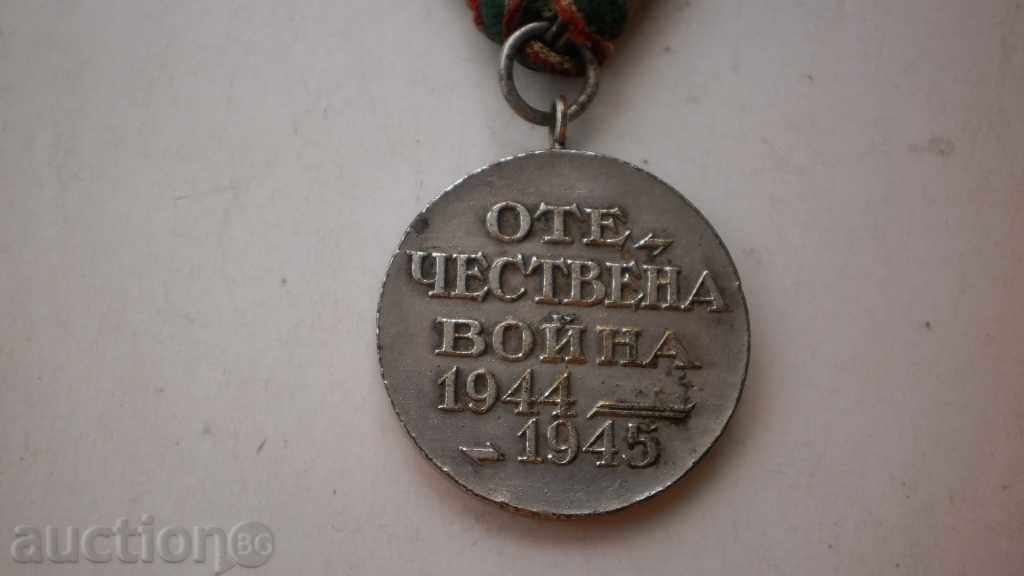 ОТЕ-
ЧЕСТВЕНА
ВОЙНА
1944 —
- 1945
auctionBG